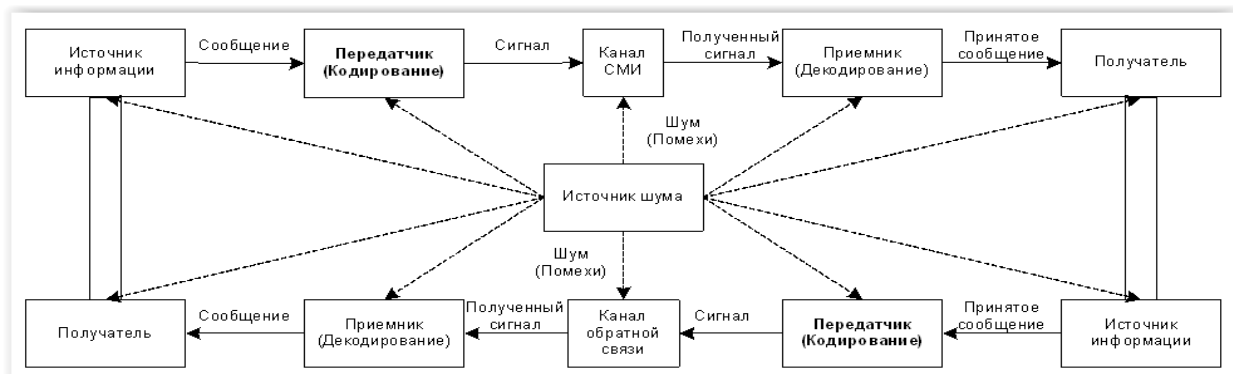 Источник
информации
Сообщение
Передатчик
(Кодирование)
Сигнал
Канал
СМИ
Полученный
сигнал
Приемник
(Декодирование)
Принятое
сообщение
Получатель
Шум
(Помехи)
Источник шума
Шум
(Помехи)
Получатель
Сообщение
Приемник
(Декодирование)
Полученный
сигнал
Канал
обратной
связи
Сигнал
Передатчик
(Кодирование)
Принятое
сообщение
Источник
информации